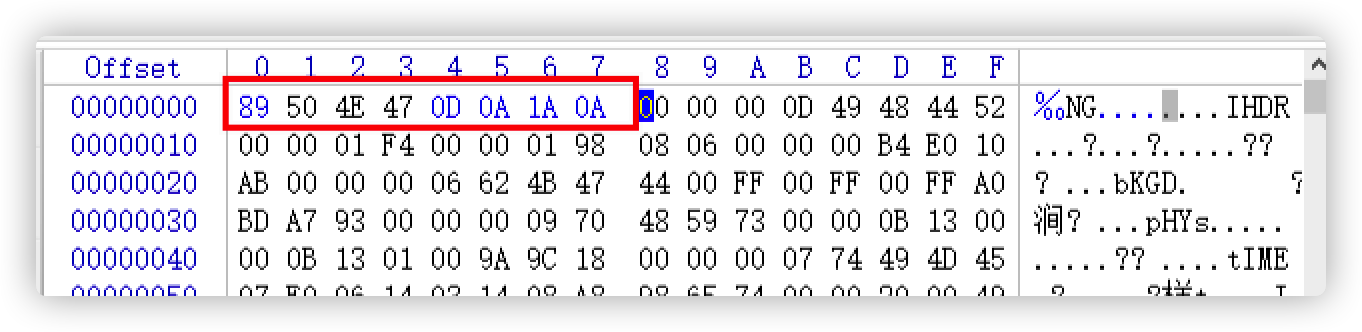 Offset 0 1 2 3 4 5 6 7 8 9 A B C D E F
00000000 89 50 4E 47 0D 0A 1A 0A 00 00 00 0D 49 48 44 52 ‰NG........IHDR
00000010 00 00 01 F4 00 00 01 98 08 06 00 00 00 B4 E0 10 ...?...?.....??
00000020 AB 00 00 00 06 62 4B 47 44 00 FF 00 FF 00 FF A0 ? ...bKGD. ?
00000030 BD A7 93 00 00 00 09 70 48 59 73 00 00 0B 13 00 涧? ...pHYs.....
00000040 00 0B 13 01 00 9A 9C 18 00 00 00 07 74 49 4D 45 .....?? ....tIME